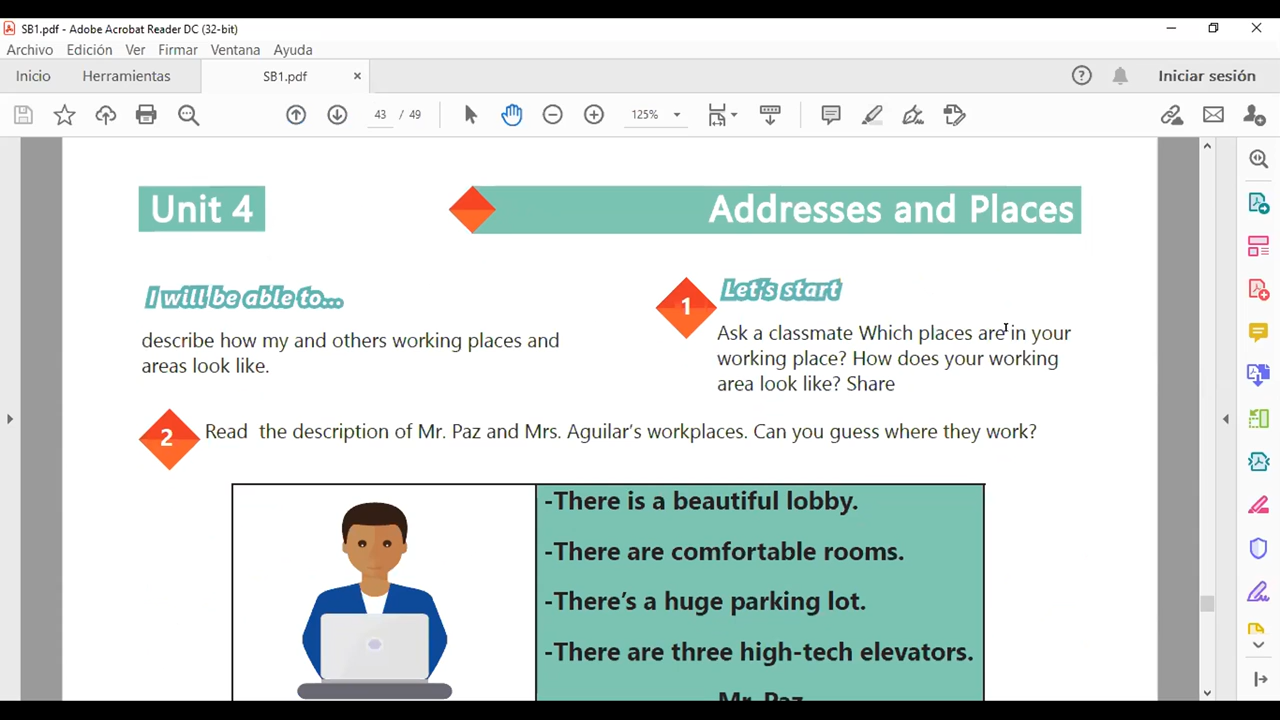 SB1.pdf - Adobe Acrobat Reader DC (32-bit)
Archivo Edición Ver Firmar Ventana Ayuda
Inicio Herramientas SB1.pdf × Iniciar sesión
43 / 49 125%
Unit 4
Addresses and Places
I will be able to...
describe how my and others working places and
areas look like.
1
Let's start
Ask a classmate Which places are in your
working place? How does your working
area look like? Share
2
Read the description of Mr. Paz and Mrs. Aguilar's workplaces. Can you guess where they work?
-There is a beautiful lobby.
-There are comfortable rooms.
-There's a huge parking lot.
-There are three high-tech elevators.
Mr. Paz